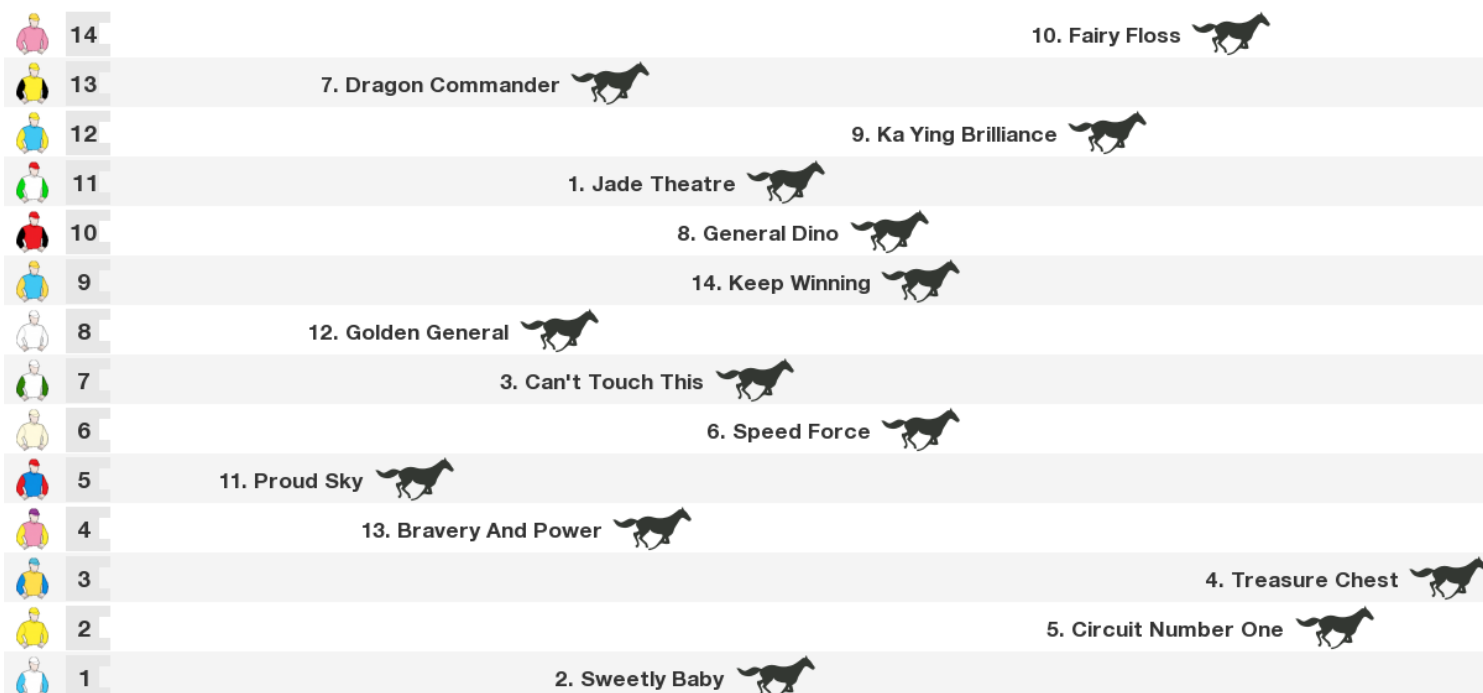 14 10. Fairy Floss
13 7. Dragon Commander
12 9. Ka Ying Brilliance
11 1. Jade Theatre
10 8. General Dino
9 14. Keep Winning
8 12. Golden General
7 3. Can't Touch This
6 6. Speed Force
5 11. Proud Sky
4 13. Bravery And Power
3 4. Treasure Chest
2 5. Circuit Number One
1 2. Sweetly Baby